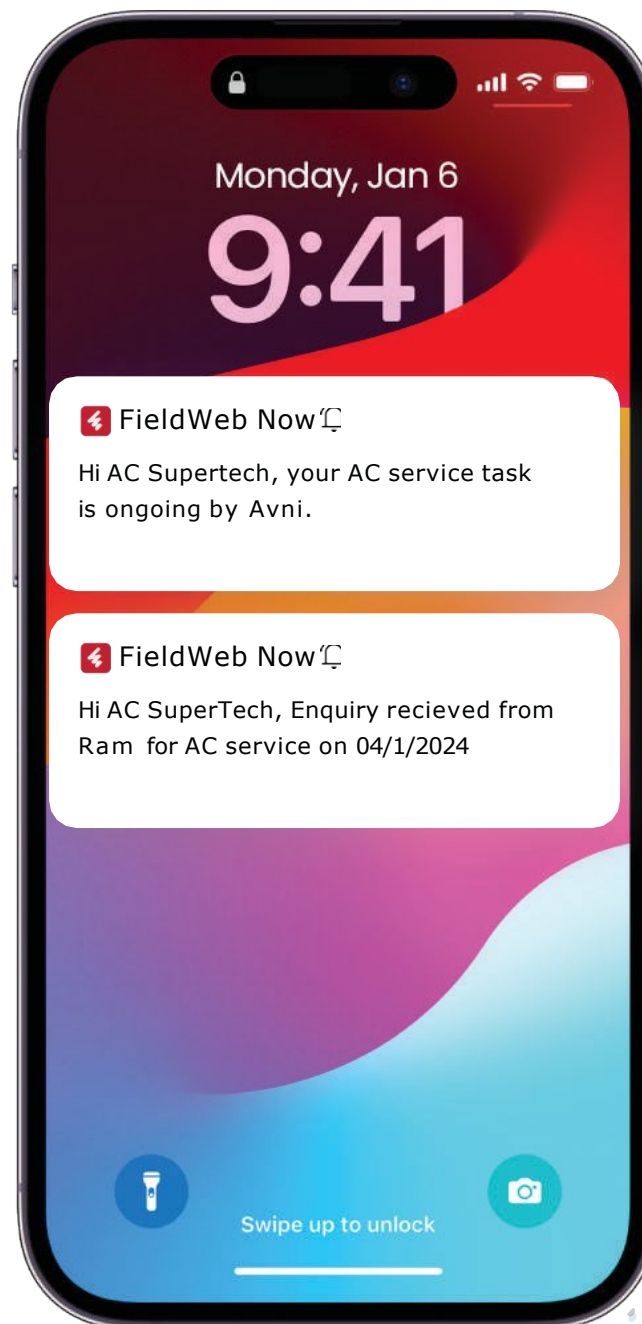 Monday, Jan 6
9:41
FieldWeb Now
Hi AC Supertech, your AC service task
is ongoing by Avni.
FieldWeb Now
Hi AC SuperTech, Enquiry recieved from
Ram for AC service on 04/1/2024
Swipe up to unlock